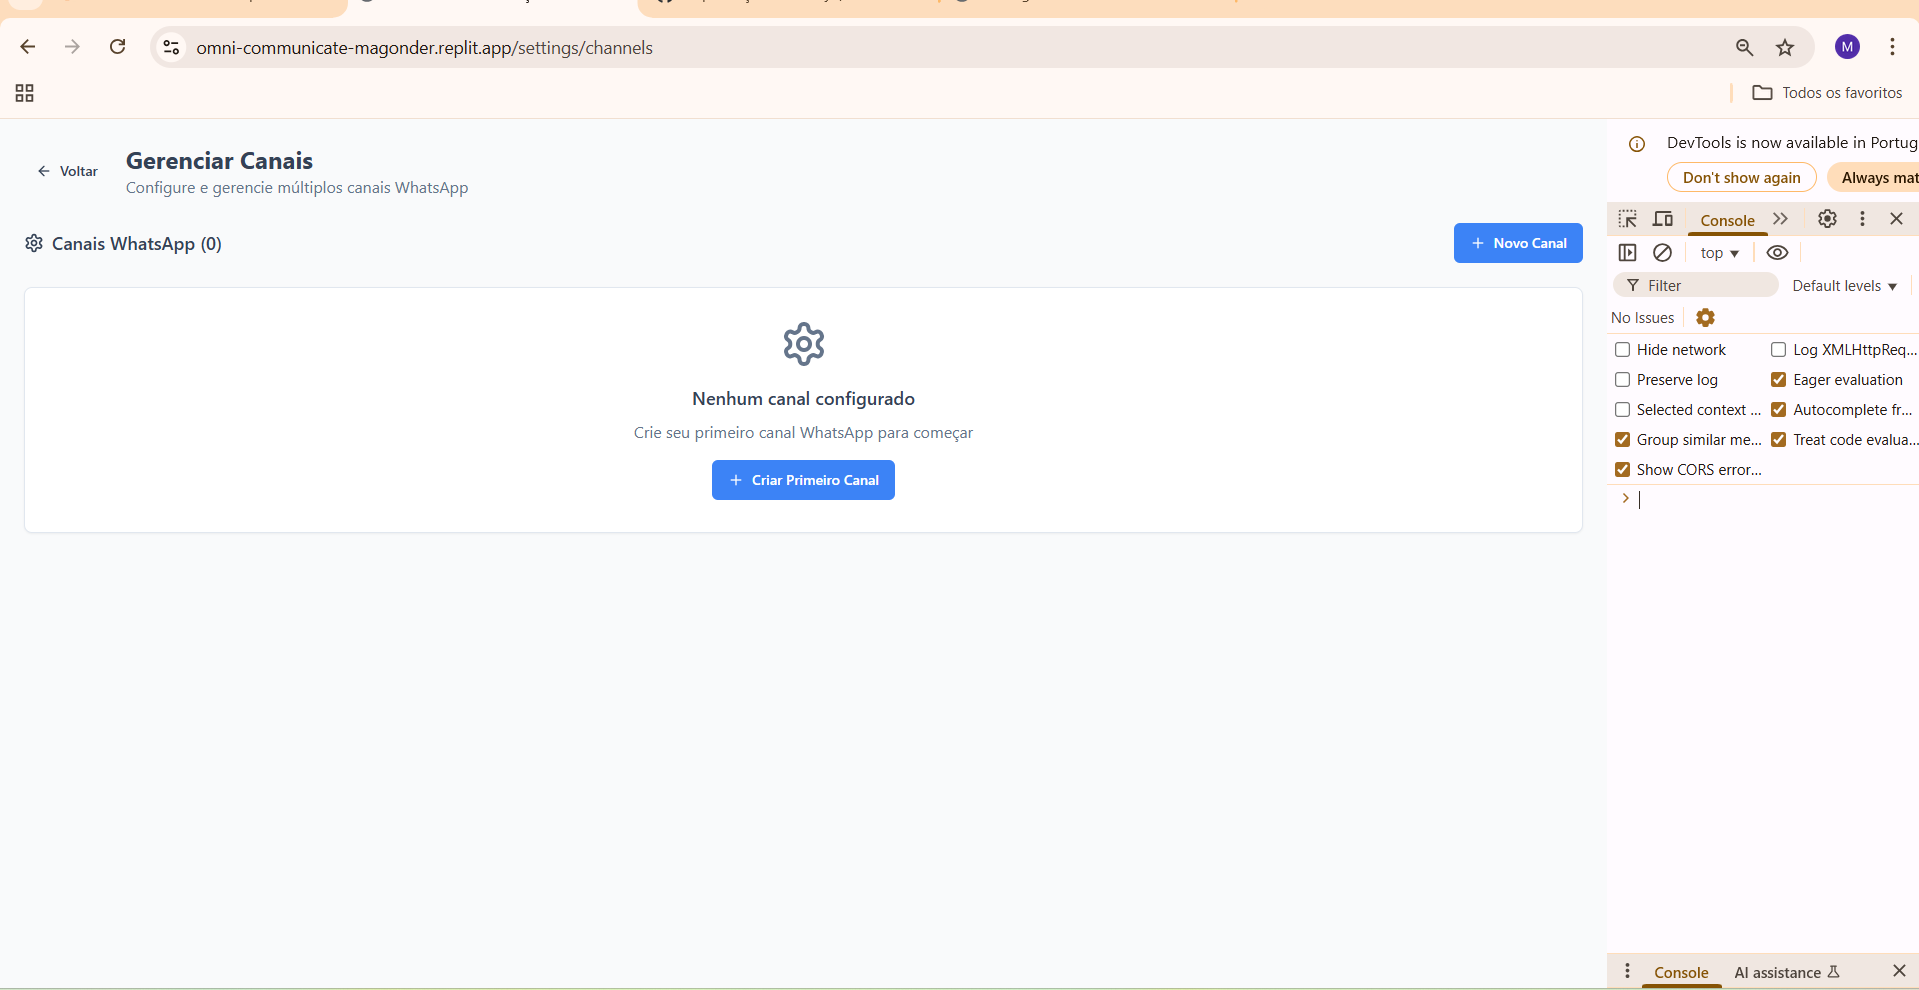 omni-communicate-magonder.replit.app/settings/channels
M
Todos os favoritos
Voltar
Gerenciar Canais
Configure e gerencie múltiplos canais WhatsApp
Canais WhatsApp (0)
Novo Canal
Nenhum canal configurado
Crie seu primeiro canal WhatsApp para começar
Criar Primeiro Canal
DevTools is now available in Portug
Don't show again
Always mat
Console
top
Filter
Default levels
No Issues
Hide network
Log XMLHttpReq...
Preserve log
Eager evaluation
Selected context ...
Autocomplete fr...
Group similar me...
Treat code evalua...
Show CORS error...
Console
AI assistance